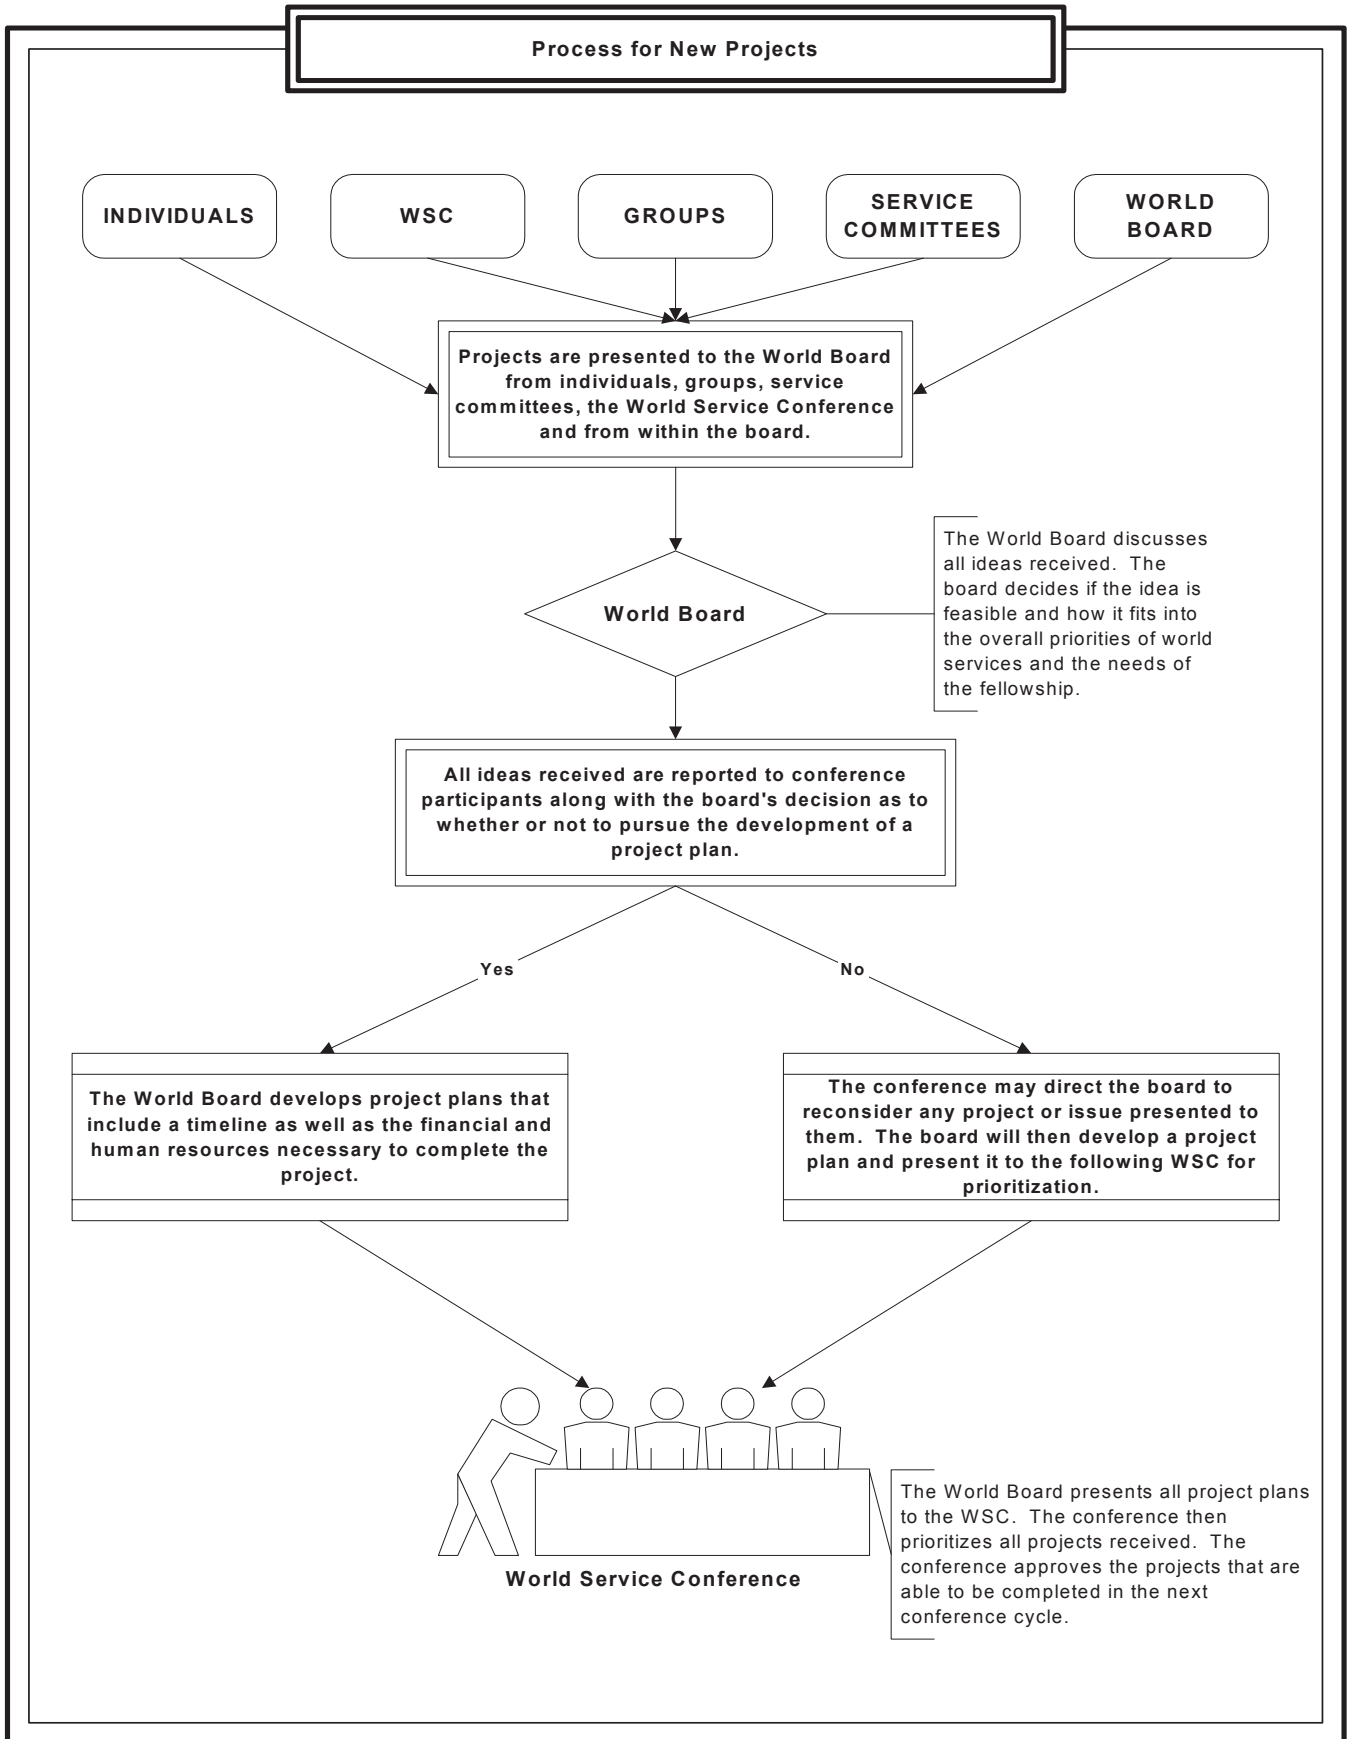 Process for New Projects
INDIVIDUALS
WSC
GROUPS
SERVICE
COMMITTEES
WORLD
BOARD
Projects are presented to the World Board
from individuals, groups, service
committees, the World Service Conference
and from within the board.
World Board
The World Board discusses
all ideas received.  The
board decides if the idea is
feasible and how it fits into
the overall priorities of world
services and the needs of
the fellowship.
All ideas received are reported to conference
participants along with the board's decision as to
whether or not to pursue the development of a
project plan.
Yes
No
The World Board develops project plans that
include a timeline as well as the financial and
human resources necessary to complete the
project.
The conference may direct the board to
reconsider any project or issue presented to
them.  The board will then develop a project
plan and present it to the following WSC for
prioritization.
World Service Conference
The World Board presents all project plans
to the WSC.  The conference then
prioritizes all projects received.  The
conference approves the projects that are
able to be completed in the next
conference cycle.